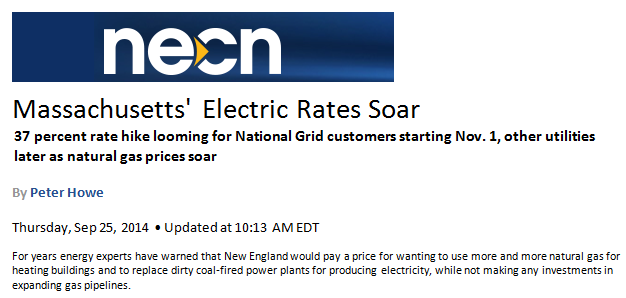 necn
Massachusetts' Electric Rates Soar
37 percent rate hike looming for National Grid customers starting Nov. 1, other utilities
later as natural gas prices soar
By Peter Howe
Thursday, Sep 25, 2014 • Updated at 10:13 AM EDT
For years energy experts have warned that New England would pay a price for wanting to use more and more natural gas for
heating buildings and to replace dirty coal-fired power plants for producing electricity, while not making any investments in
expanding gas pipelines.